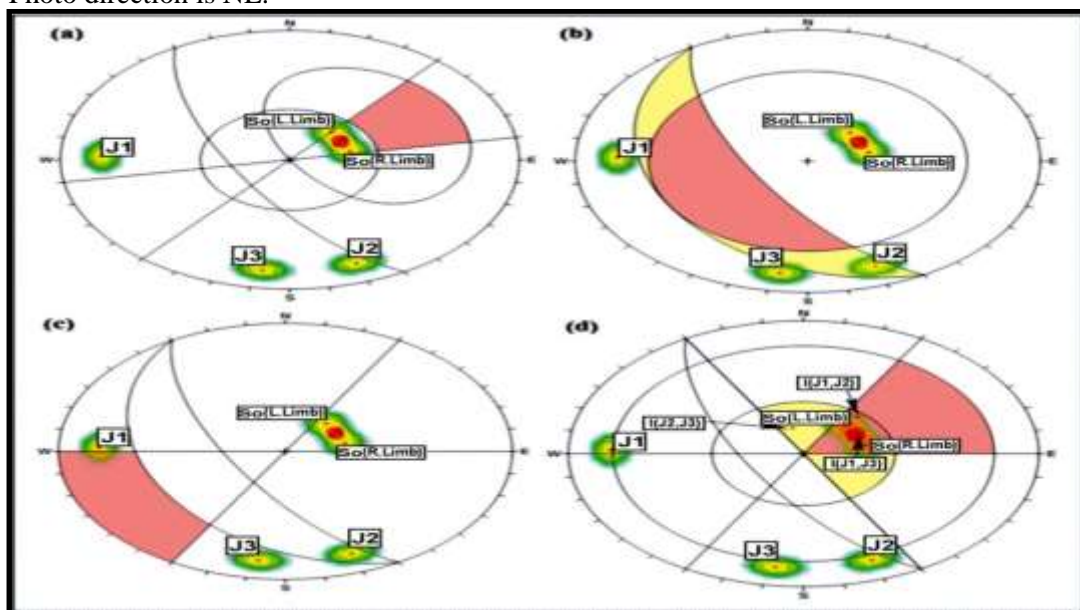 Photo direction is NE.
(a)
N
So(L.Limb)
J1
W
E
So(R.Limb)
J3
J2
S
(b)
N
So(L.Limb)
J1
W
E
So(R.Limb)
J3
J2
S
(c)
N
So(L.Limb)
J1
W
E
So(R.Limb)
J3
J2
S
(d)
N
I(J1,J2)
I(J2,J3)
So(L.Limb)
J1
W
E
So(R.Limb)
I(J1,J3)
J3
J2
S